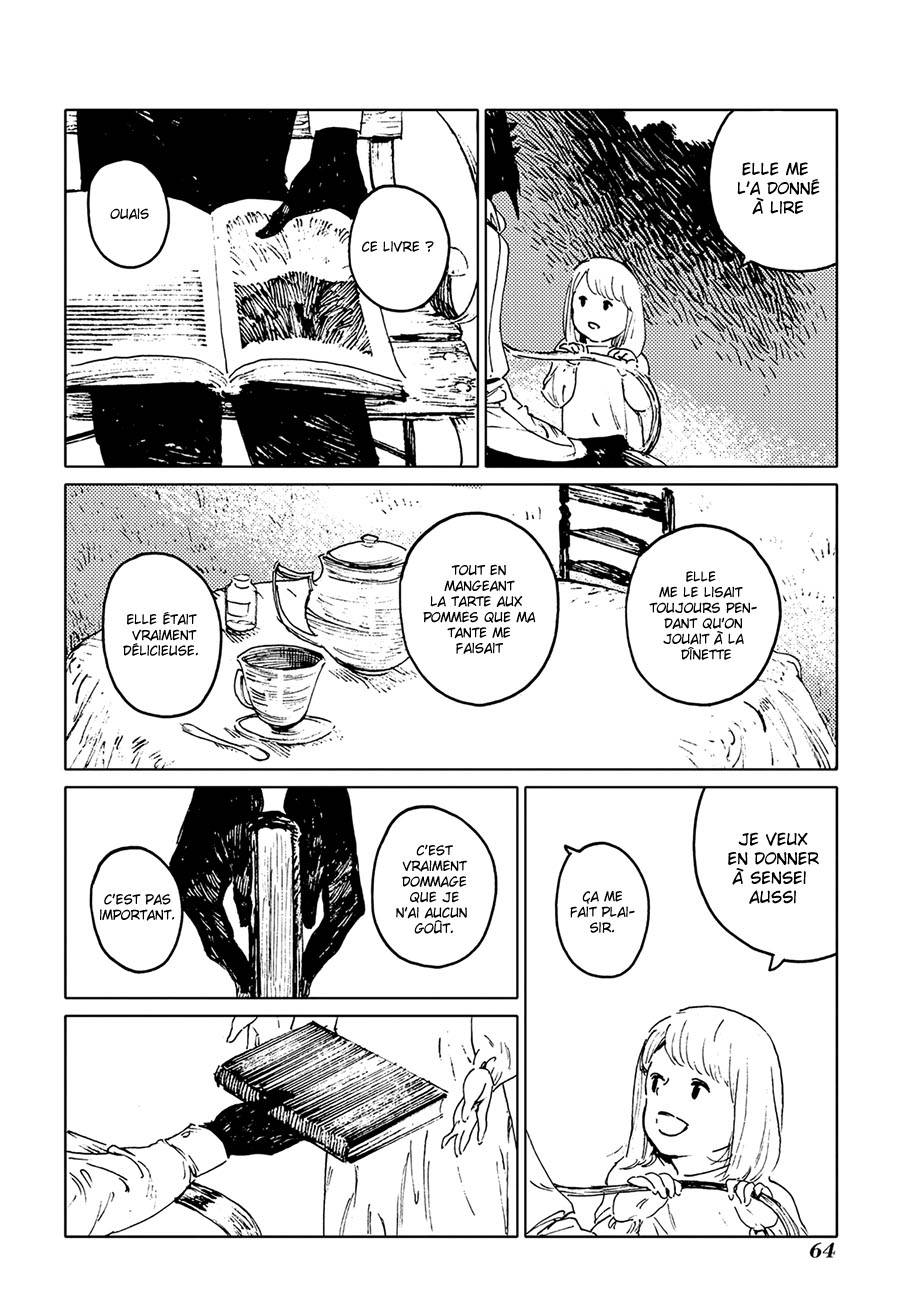 ELLE ME
L'A DONNÉ
À LIRE
CE LIVRE ?
OUAIS
ELLE
ME LE LISAIT
TOUJOURS PEN-
DANT QU'ON
JOUAIT À LA
DÎNETTE
TOUT EN
MANGEANT
LA TARTE AUX
POMMES QUE MA
TANTE ME
FAISAIT
ELLE ÉTAIT
VRAIMENT
DÉLICIEUSE.
JE VEUX
EN DONNER
À SENSEI
AUSSI
ÇA ME
FAIT PLAI-
SIR.
C'EST
VRAIMENT
DOMMAGE
QUE JE
N'AI AUCUN
GOÛT.
C'EST PAS
IMPORTANT.
64